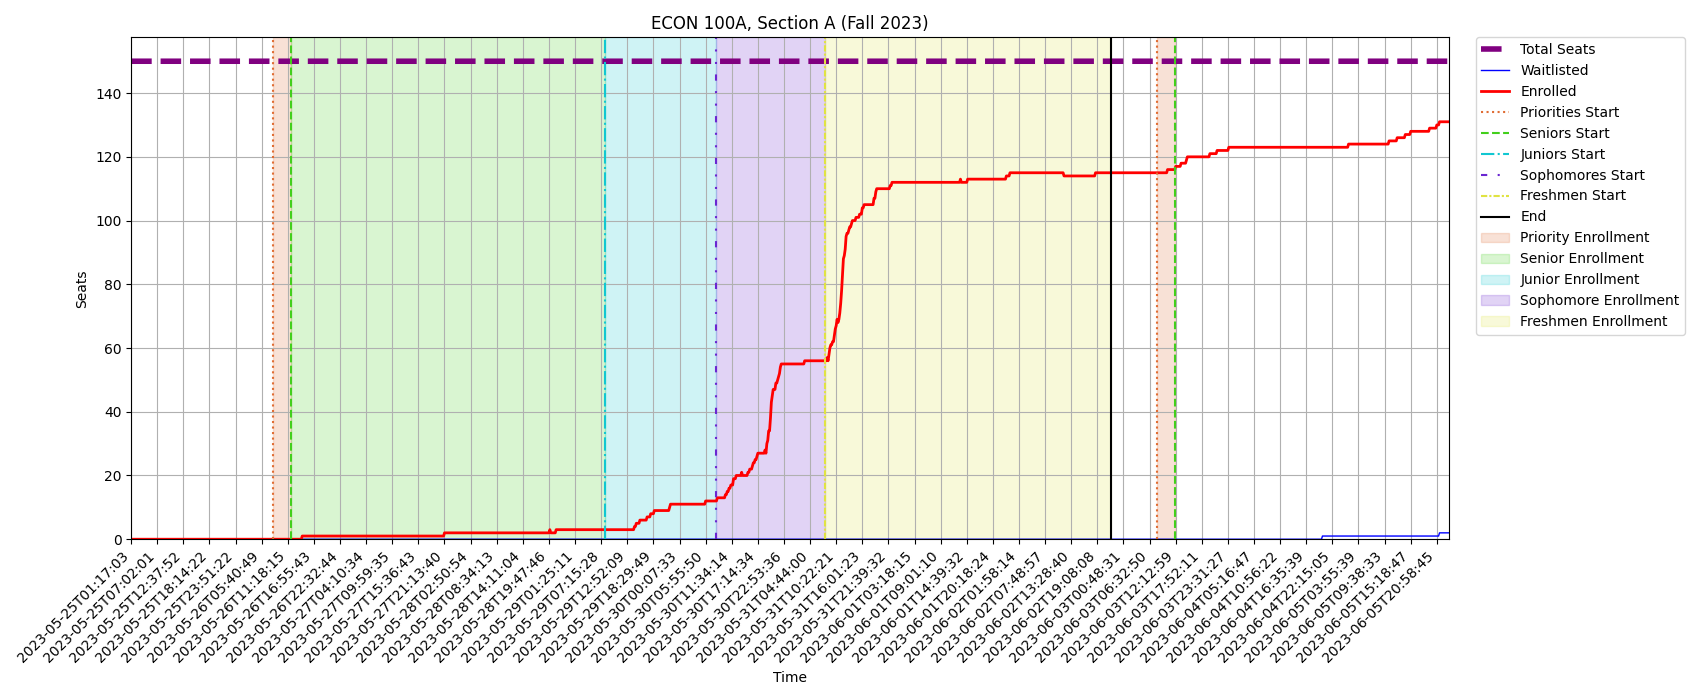 ECON 100A, Section A (Fall 2023)
Seats
140
120
100
80
60
40
20
0
2023-05-25T01:17:03
2023-05-25T07:02:01
2023-05-25T12:37:52
2023-05-25T18:14:22
2023-05-25T23:51:22
2023-05-26T05:40:49
2023-05-26T11:18:15
2023-05-26T16:55:43
2023-05-26T22:32:44
2023-05-27T04:10:34
2023-05-27T09:59:35
2023-05-27T15:36:43
2023-05-27T21:13:40
2023-05-28T02:50:54
2023-05-28T08:34:13
2023-05-28T14:11:04
2023-05-28T19:47:46
2023-05-29T01:25:11
2023-05-29T07:15:28
2023-05-29T12:52:09
2023-05-29T18:29:49
2023-05-30T00:07:33
2023-05-30T05:55:50
2023-05-30T11:34:14
2023-05-30T17:14:34
2023-05-30T22:53:36
2023-05-31T04:44:00
2023-05-31T10:22:21
2023-05-31T16:01:23
2023-05-31T21:39:32
2023-06-01T03:18:15
2023-06-01T09:01:10
2023-06-01T14:39:32
2023-06-01T20:18:24
2023-06-02T01:58:14
2023-06-02T07:48:57
2023-06-02T13:28:40
2023-06-02T19:08:08
2023-06-03T00:48:31
2023-06-03T06:32:50
2023-06-03T12:12:59
2023-06-03T17:52:11
2023-06-03T23:31:27
2023-06-04T05:16:47
2023-06-04T10:56:22
2023-06-04T16:35:39
2023-06-04T22:15:05
2023-06-05T03:55:39
2023-06-05T09:38:33
2023-06-05T15:18:47
2023-06-05T20:58:45
Time
Total Seats
Waitlisted
Enrolled
Priorities Start
Seniors Start
Juniors Start
Sophomores Start
Freshmen Start
End
Priority Enrollment
Senior Enrollment
Junior Enrollment
Sophomore Enrollment
Freshmen Enrollment